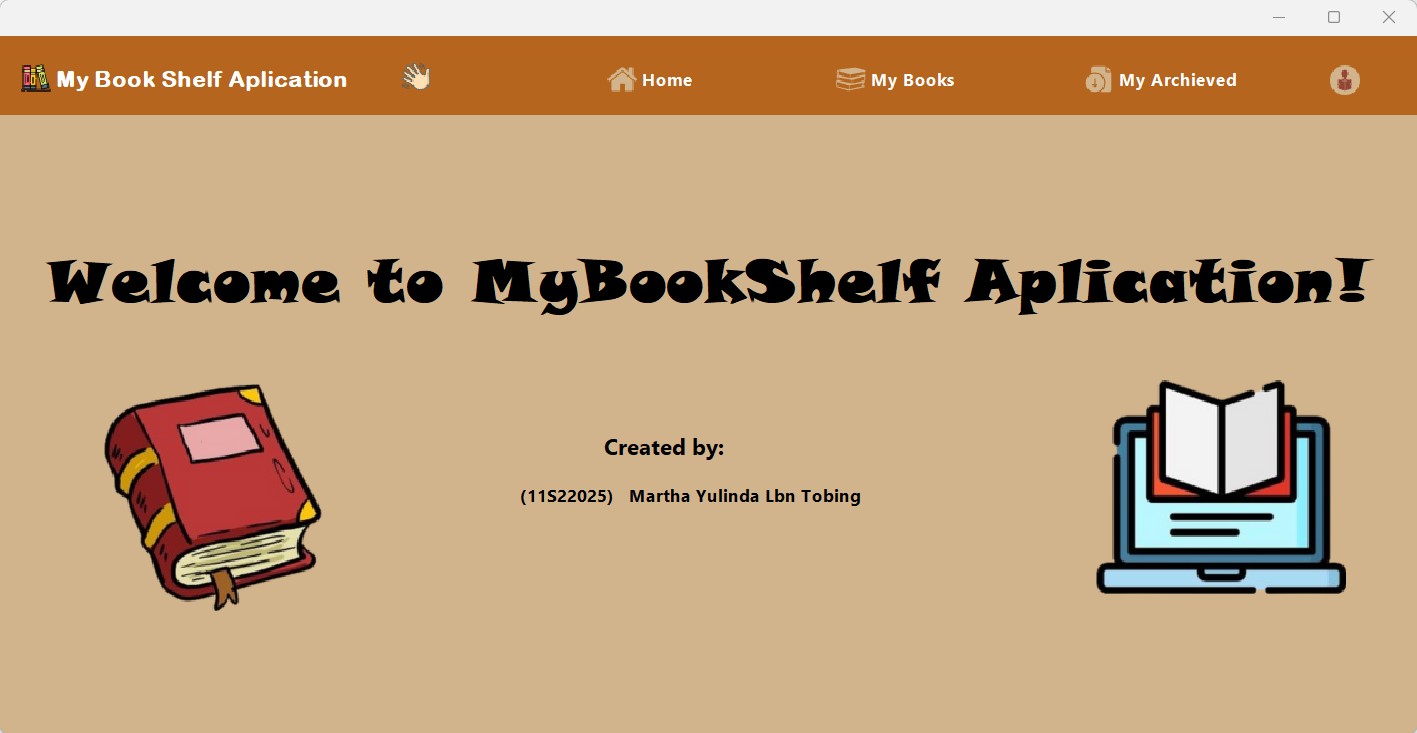 My Book Shelf Aplication
Home
My Books
My Archieved
Welcome to MyBookShelf Aplication!
Created by:
(11S22025) Martha Yulinda Lbn Tobing